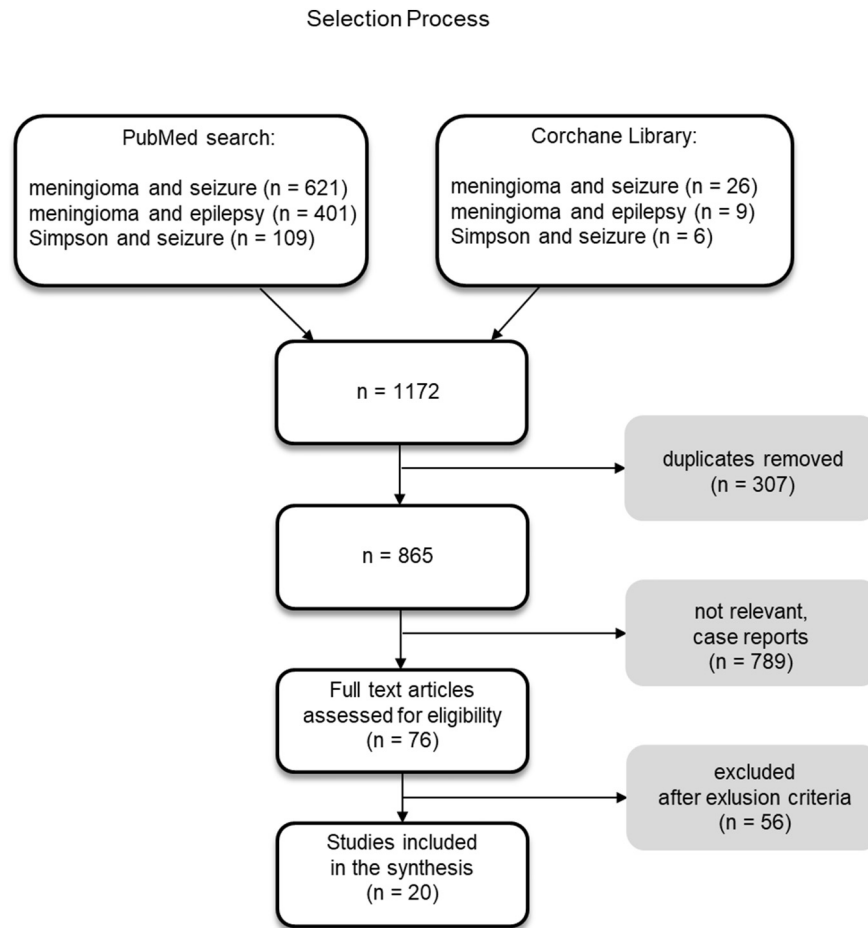 Selection Process
PubMed search:
meningioma and seizure (n = 621)
meningioma and epilepsy (n = 401)
Simpson and seizure (n = 109)
Corchane Library:
meningioma and seizure (n = 26)
meningioma and epilepsy (n = 9)
Simpson and seizure (n = 6)
n = 1172
duplicates removed
(n = 307)
n = 865
not relevant,
case reports
(n = 789)
Full text articles
assessed for eligibility
(n = 76)
excluded
after exlusion criteria
(n = 56)
Studies included
in the synthesis
(n = 20)